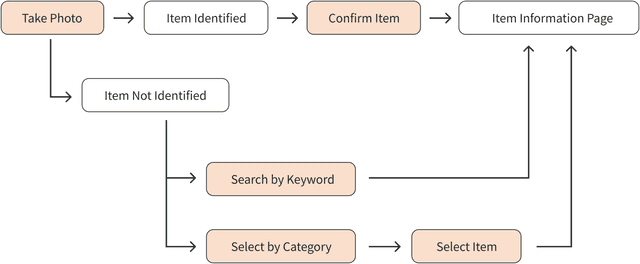 Take Photo
Item Identified
Confirm Item
Item Information Page
Item Not Identified
Search by Keyword
Select by Category
Select Item